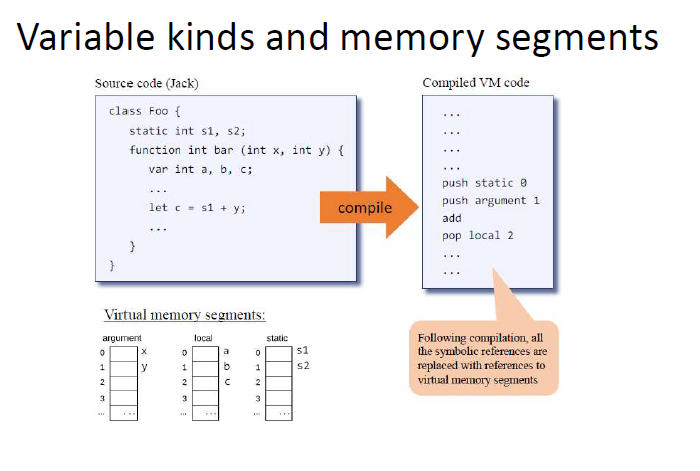 Variable kinds and memory segments
Source code (Jack)
class Foo {
static int s1, s2;
function int bar (int x, int y) {
var int a, b, c;
...
let c = s1 + y;
...
}
}
compile
Compiled VM code
...
...
...
...
push static 0
push argument 1
add
pop local 2
...
...
Following compilation, all
the symbolic references are
replaced with references to
virtual memory segments
Virtual memory segments:
argument
0 x
1 y
2
3
... ...
local
0 a
1 b
2 c
3
... ...
static
0 s1
1 s2
2
3
... ...